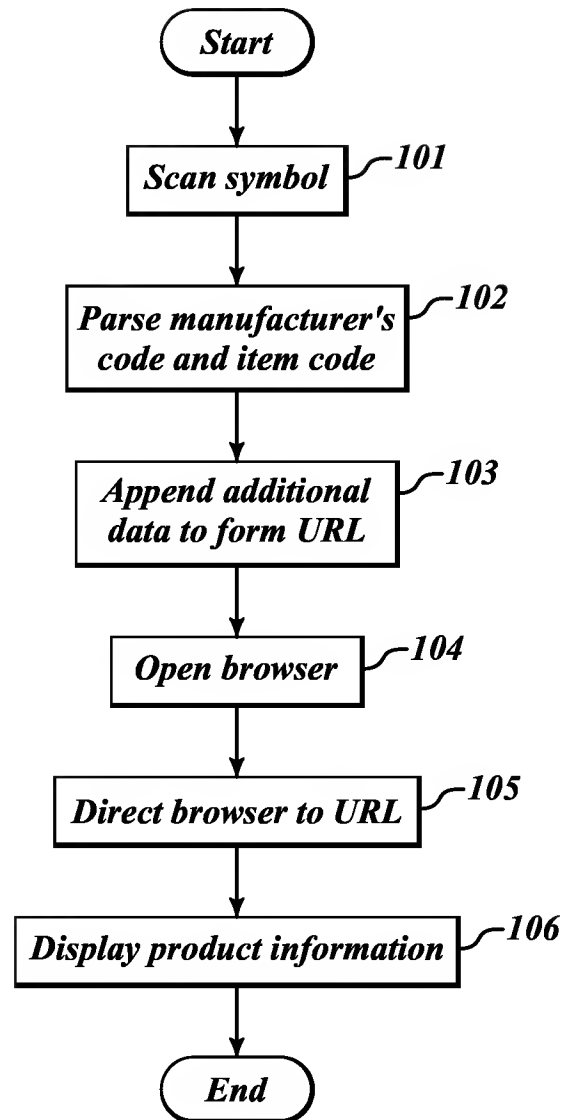 Start
Scan symbol
101
Parse manufacturer's
code and item code
102
Append additional
data to form URL
103
Open browser
104
Direct browser to URL
105
Display product information
106
End